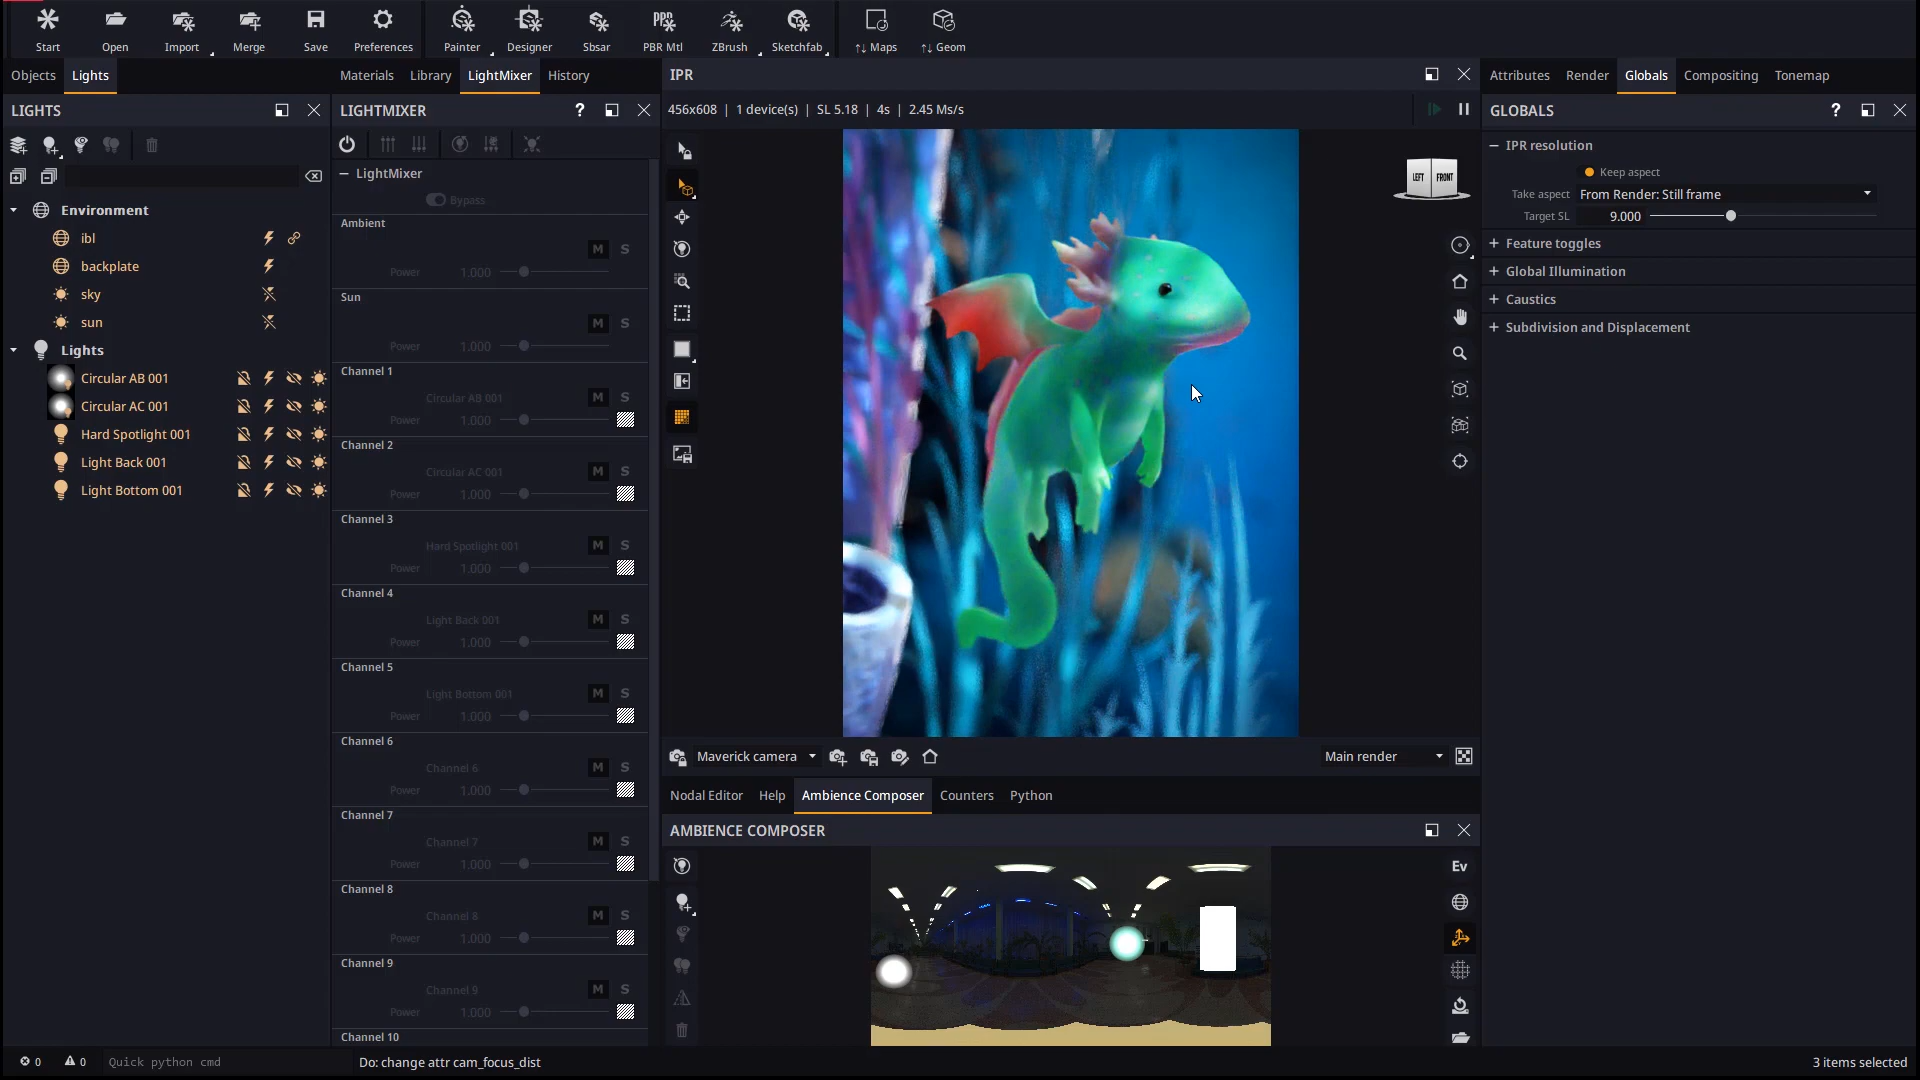 Start
Open
Import
Merge
Save
Preferences
Painter
Designer
Sbsar
PBR Mtl
ZBrush
Sketchfab
↑↓ Maps
↑↓ Geom
Objects
Lights
Materials
Library
LightMixer
History
IPR
Attributes
Render
Globals
Compositing
Tonemap
LIGHTS
LIGHTMIXER
?
456x608 | 1 device(s) | SL 5.18 | 4s | 2.45 Ms/s
GLOBALS
?
Environment
ibl
backplate
sky
sun
Lights
Circular AB 001
Circular AC 001
Hard Spotlight 001
Light Back 001
Light Bottom 001
LightMixer
Bypass
Ambient
M S
Power 1.000
Sun
M S
Power 1.000
Channel 1
Circular AB 001 M S
Power 1.000
Channel 2
Circular AC 001 M S
Power 1.000
Channel 3
Hard Spotlight 001 M S
Power 1.000
Channel 4
Light Back 001 M S
Power 1.000
Channel 5
Light Bottom 001 M S
Power 1.000
Channel 6
Channel 6 M S
Power 1.000
Channel 7
Channel 7 M S
Power 1.000
Channel 8
Channel 8 M S
Power 1.000
Channel 9
Channel 9 M S
Power 1.000
Channel 10
LEFT FRONT
Maverick camera
Main render
Nodal Editor
Help
Ambience Composer
Counters
Python
AMBIENCE COMPOSER
Ev
IPR resolution
Keep aspect
Take aspect From Render: Still frame
Target SL 9.000
Feature toggles
Global Illumination
Caustics
Subdivision and Displacement
0
0
Quick python cmd
Do: change attr cam_focus_dist
3 items selected